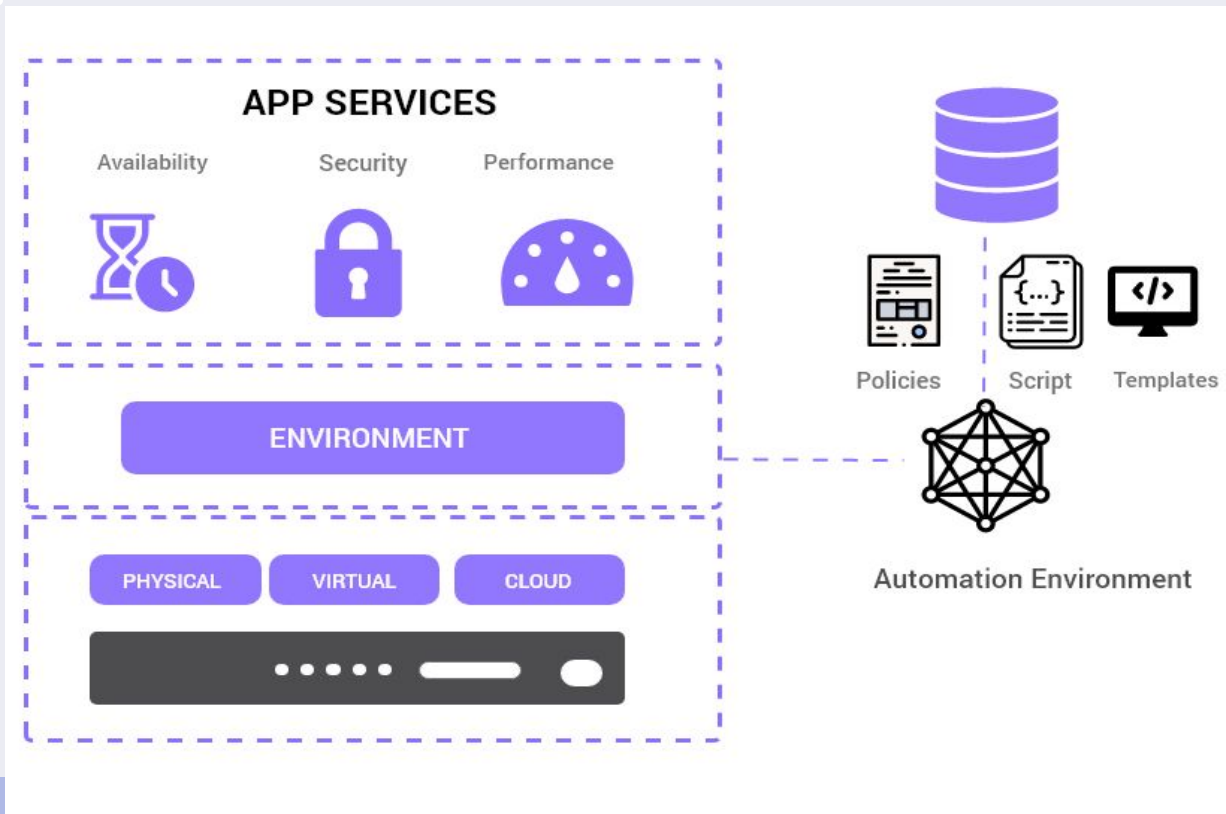 APP SERVICES
Availability
Security
Performance
ENVIRONMENT
PHYSICAL
VIRTUAL
CLOUD
{...}
</>
Policies
Script
Templates
Automation Environment